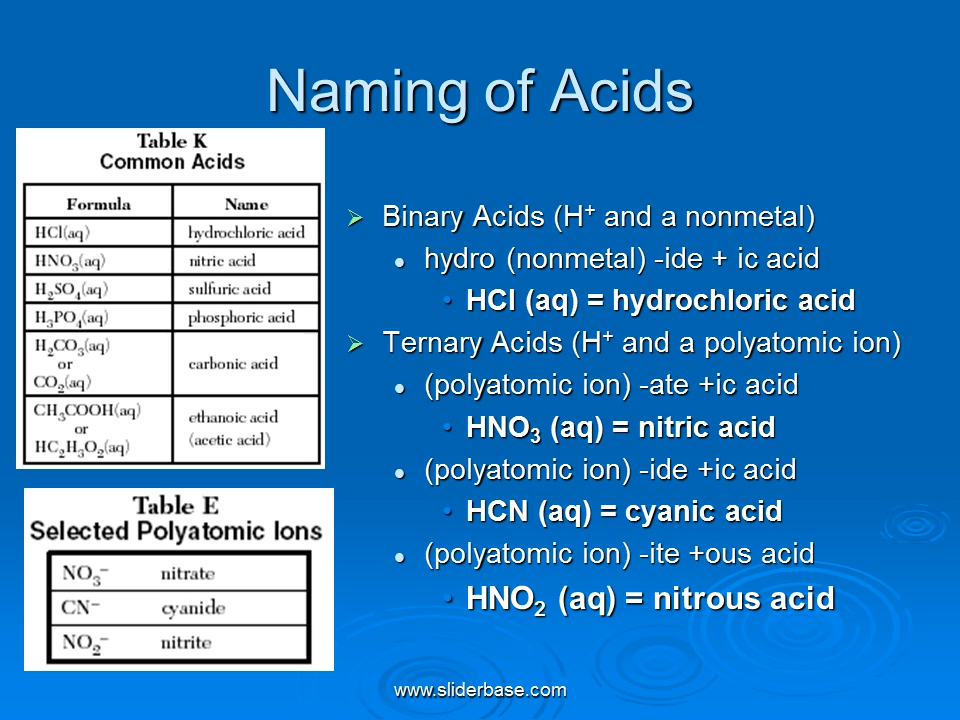 Naming of Acids
Table K
Common Acids
Formula Name
HCl(aq) hydrochloric acid
HNO₃(aq) nitric acid
H₂SO₄(aq) sulfuric acid
H₃PO₄(aq) phosphoric acid
H₂CO₃(aq)
or
CO₂(aq)
carbonic acid
CH₃COOH(aq)
or
HC₂H₃O₂(aq)
ethanoic acid
(acetic acid)
Table E
Selected Polyatomic Ions
NO₃⁻ nitrate
CN⁻ cyanide
NO₂⁻ nitrite
➢ Binary Acids (H⁺ and a nonmetal)
● hydro (nonmetal) -ide + ic acid
• HCl (aq) = hydrochloric acid
➢ Ternary Acids (H⁺ and a polyatomic ion)
● (polyatomic ion) -ate +ic acid
• HNO₃ (aq) = nitric acid
● (polyatomic ion) -ide +ic acid
• HCN (aq) = cyanic acid
● (polyatomic ion) -ite +ous acid
• HNO₂ (aq) = nitrous acid
www.sliderbase.com